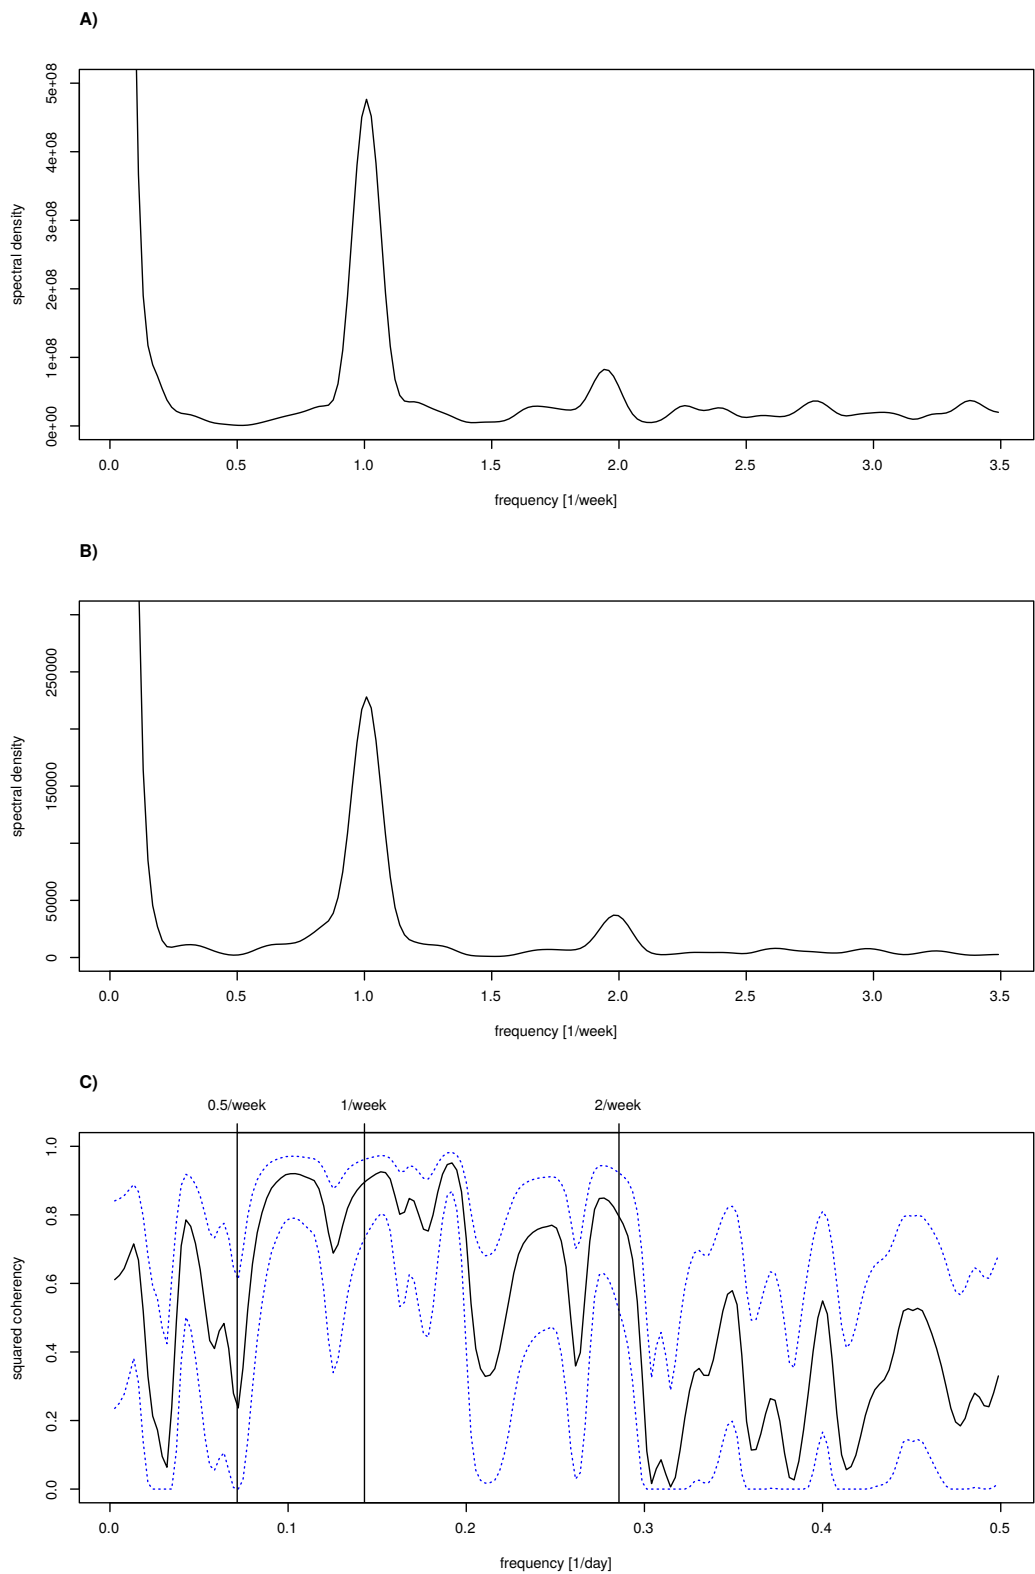 A)
spectral density
5e+08
4e+08
3e+08
2e+08
1e+08
0e+00
0.0 0.5 1.0 1.5 2.0 2.5 3.0 3.5
frequency [1/week]
B)
spectral density
250000
150000
50000
0
0.0 0.5 1.0 1.5 2.0 2.5 3.0 3.5
frequency [1/week]
C)
0.5/week 1/week 2/week
squared coherency
1.0
0.8
0.6
0.4
0.2
0.0
0.0 0.1 0.2 0.3 0.4 0.5
frequency [1/day]